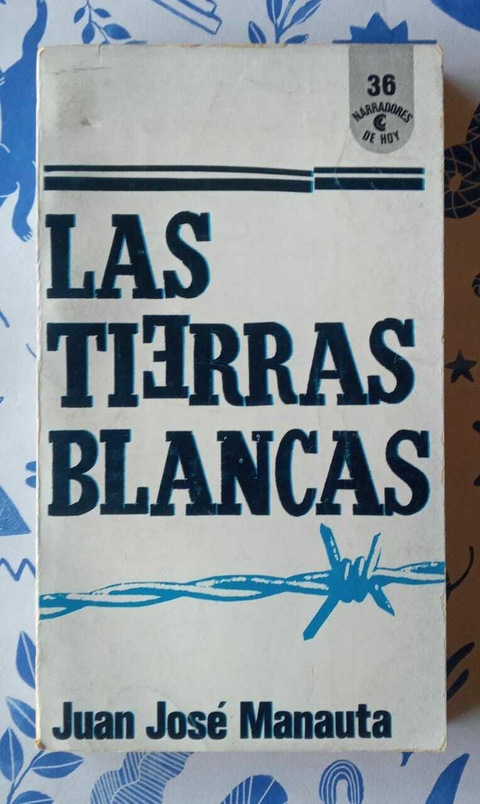 36
NARRADORES
DE HOY
LAS
TIERRAS
BLANCAS
Juan José Manauta